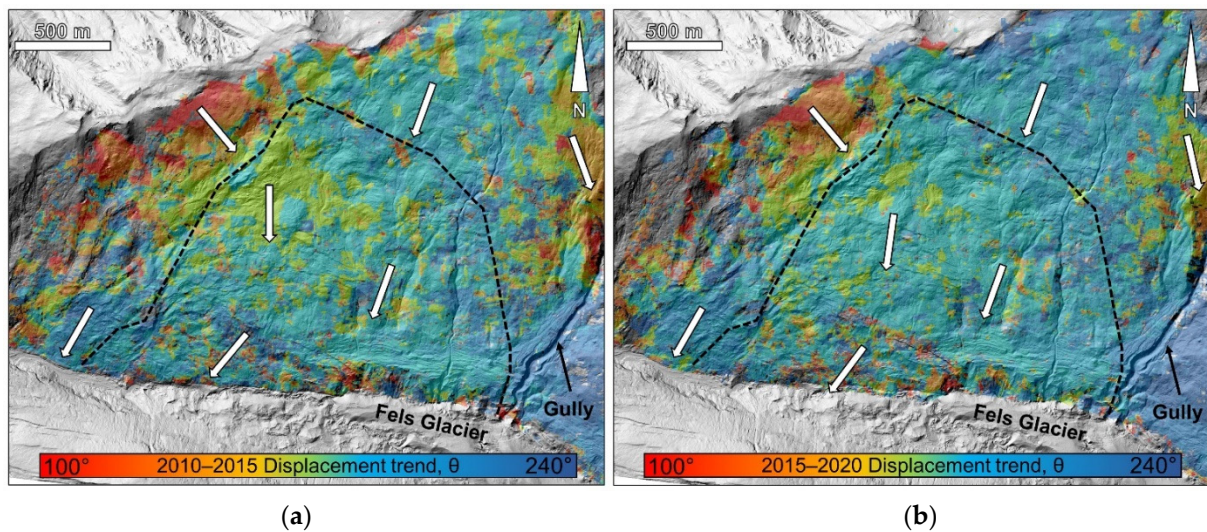 500 m
N
Fels Glacier
Gully
100° 2010–2015 Displacement trend, θ 240°
(a)
500 m
N
Fels Glacier
Gully
100° 2015–2020 Displacement trend, θ 240°
(b)